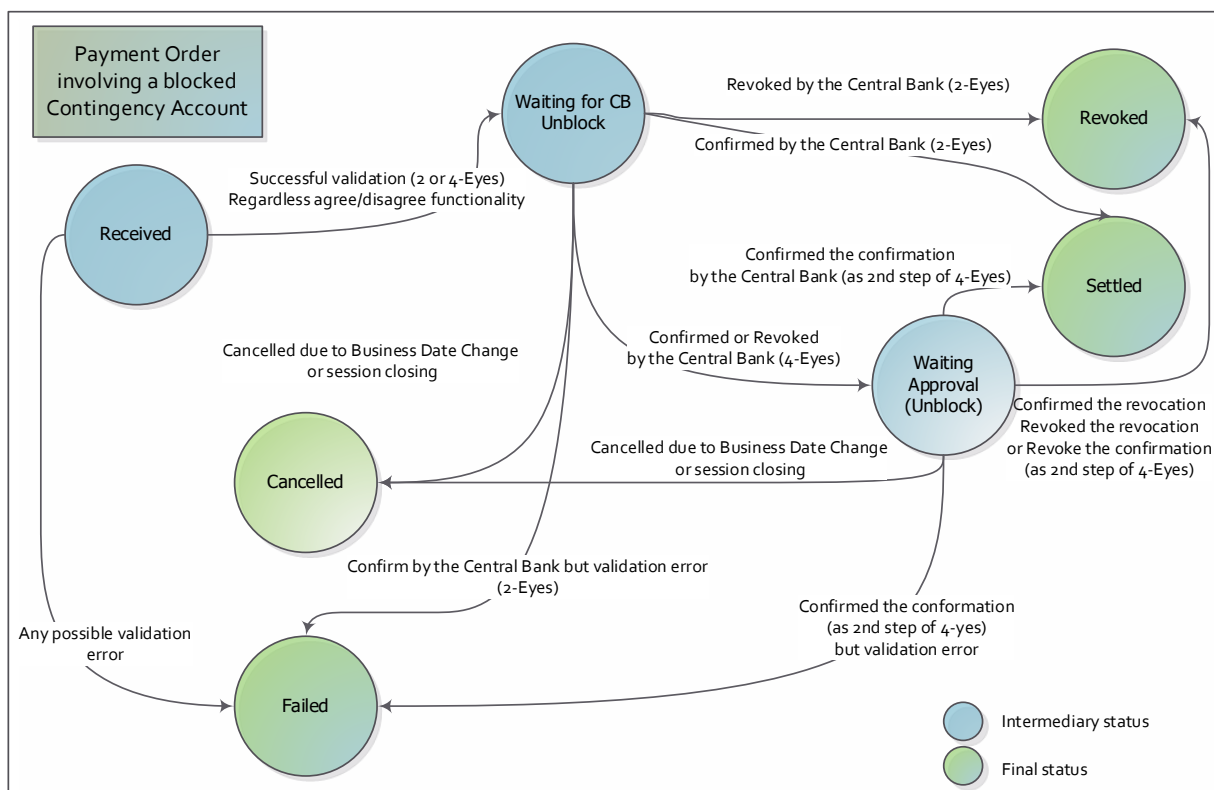 Payment Order
involving a blocked
Contingency Account
Waiting for CB
Unblock
Revoked by the Central Bank (2-Eyes)
Revoked
Confirmed by the Central Bank (2-Eyes)
Successful validation (2 or 4-Eyes)
Regardless agree/disagree functionality
Received
Confirmed the confirmation
by the Central Bank (as 2nd step of 4-Eyes)
Settled
Confirmed or Revoked
by the Central Bank (4-Eyes)
Cancelled due to Business Date Change
or session closing
Waiting
Approval
(Unblock)
Confirmed the revocation
Revoked the revocation
or Revoke the confirmation
(as 2nd step of 4-Eyes)
Cancelled due to Business Date Change
or session closing
Cancelled
Confirm by the Central Bank but validation error
(2-Eyes)
Confirmed the conformation
(as 2nd step of 4-yes)
but validation error
Any possible validation
error
Failed
Intermediary status
Final status